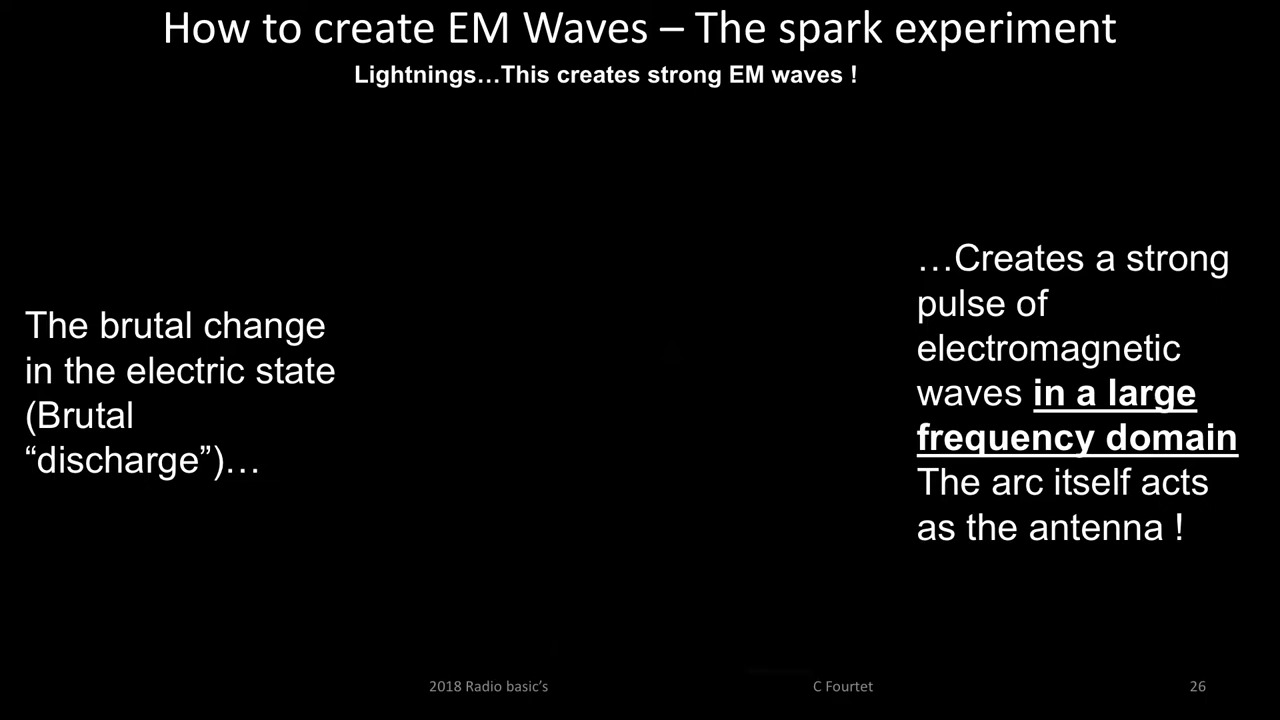 How to create EM Waves – The spark experiment
Lightnings…This creates strong EM waves !
The brutal change
in the electric state
(Brutal
“discharge”)…
…Creates a strong
pulse of
electromagnetic
waves in a large
frequency domain
The arc itself acts
as the antenna !
2018 Radio basic’s
C Fourtet
26